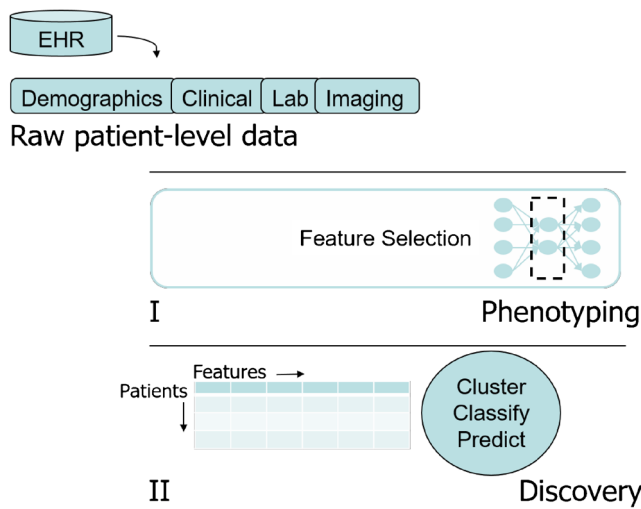 EHR
Demographics Clinical Lab Imaging
Raw patient-level data
Feature Selection
I Phenotyping
Features
Patients
Cluster
Classify
Predict
II Discovery